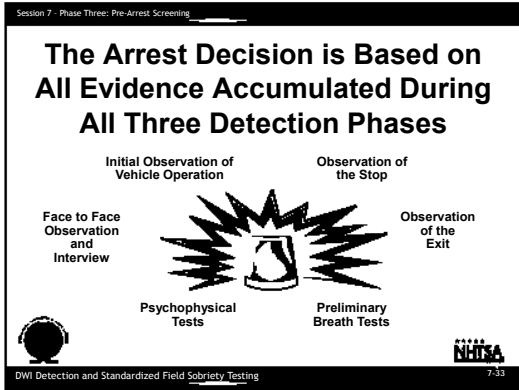 Session 7 - Phase Three: Pre-Arrest Screening
The Arrest Decision is Based on
All Evidence Accumulated During
All Three Detection Phases
Initial Observation of
Vehicle Operation
Observation of
the Stop
Face to Face
Observation
and
Interview
Observation
of the
Exit
Psychophysical
Tests
Preliminary
Breath Tests
NHTSA
DWI Detection and Standardized Field Sobriety Testing
7-33